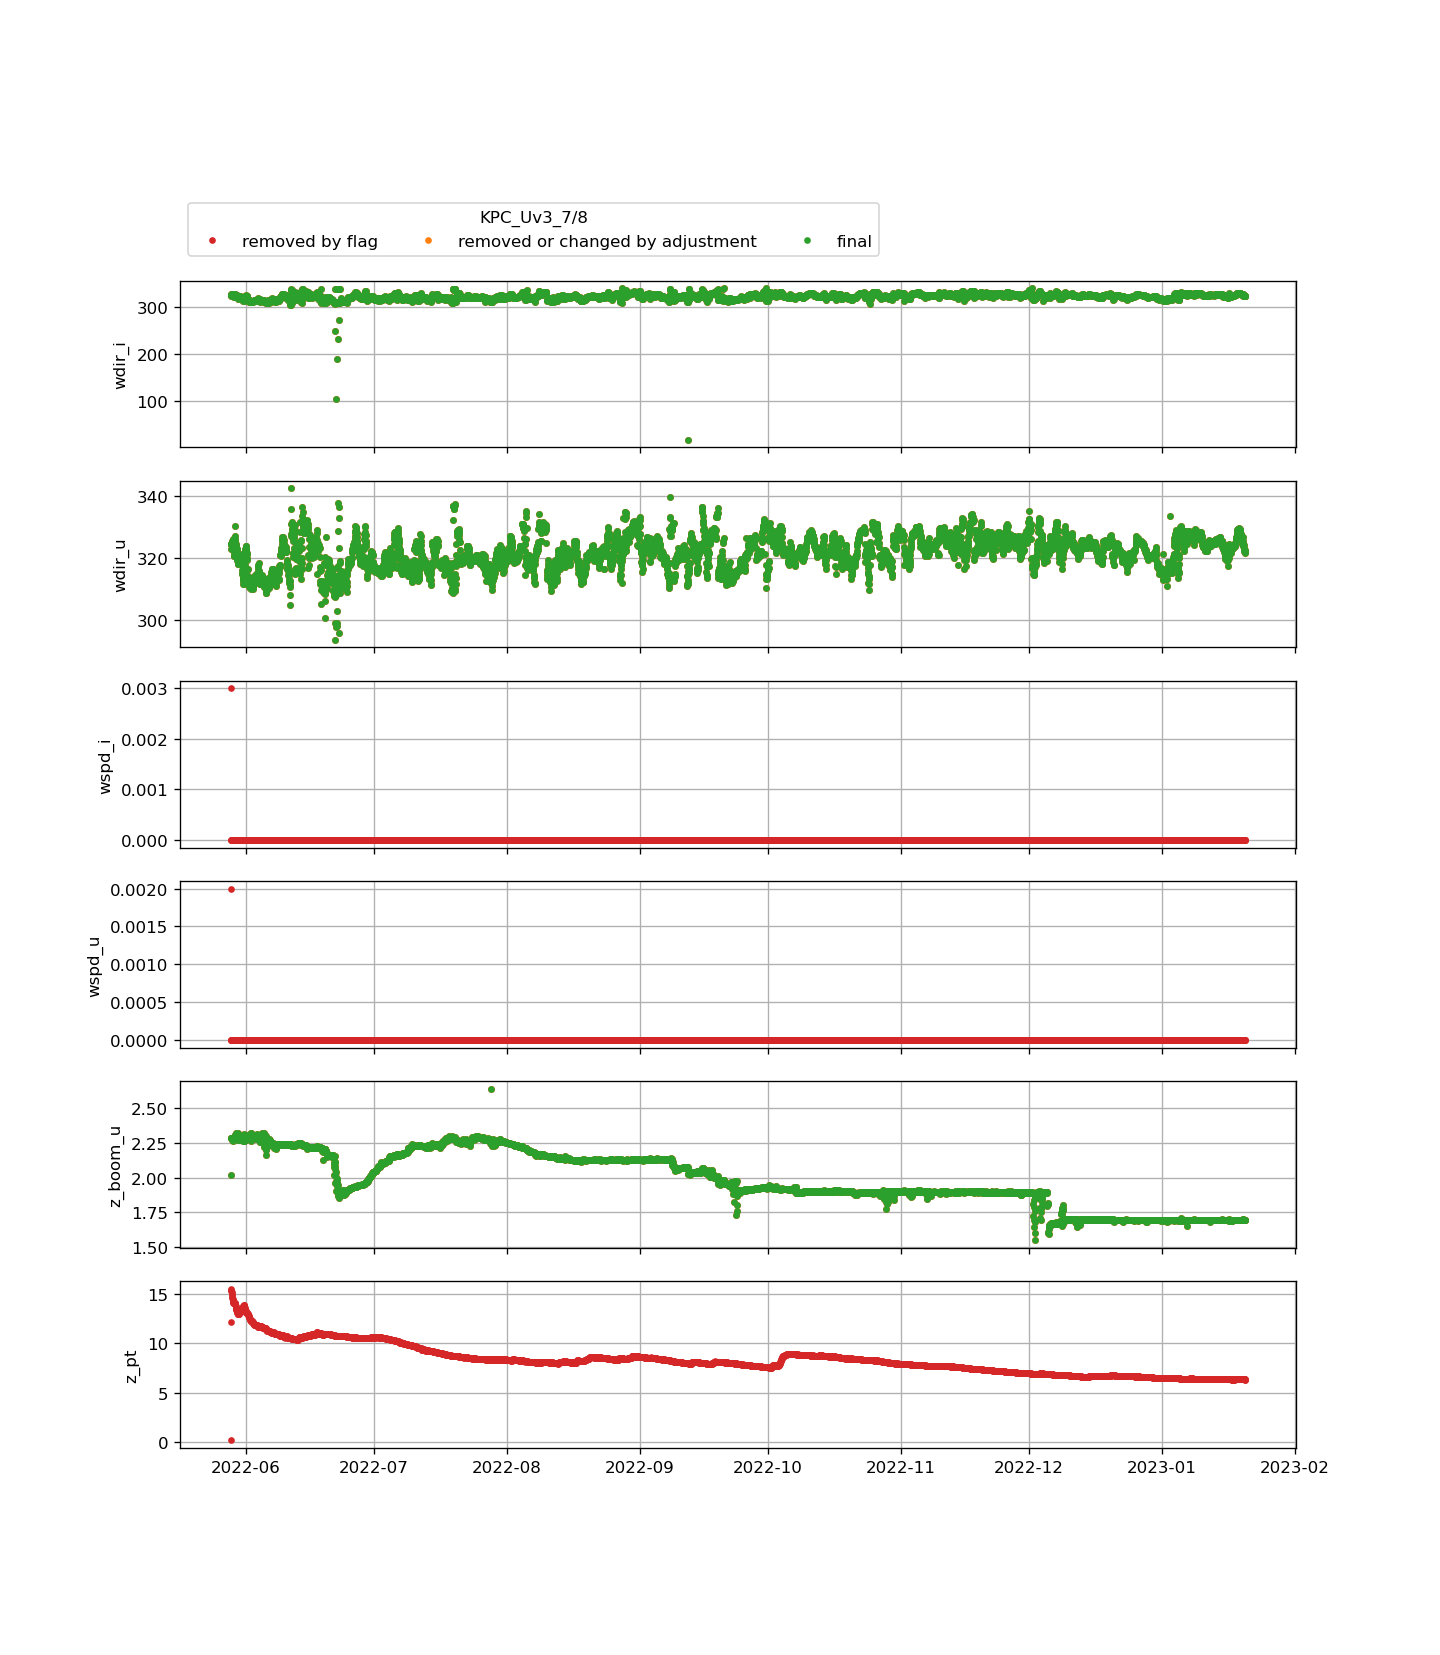 KPC_Uv3_7/8
removed by flag removed or changed by adjustment final
300
200
100
wdir_i
340
320
300
wdir_u
0.003
0.002
0.001
0.000
wspd_i
0.0020
0.0015
0.0010
0.0005
0.0000
wspd_u
2.50
2.25
2.00
1.75
1.50
z_boom_u
15
10
5
0
z_pt
2022-06 2022-07 2022-08 2022-09 2022-10 2022-11 2022-12 2023-01 2023-02